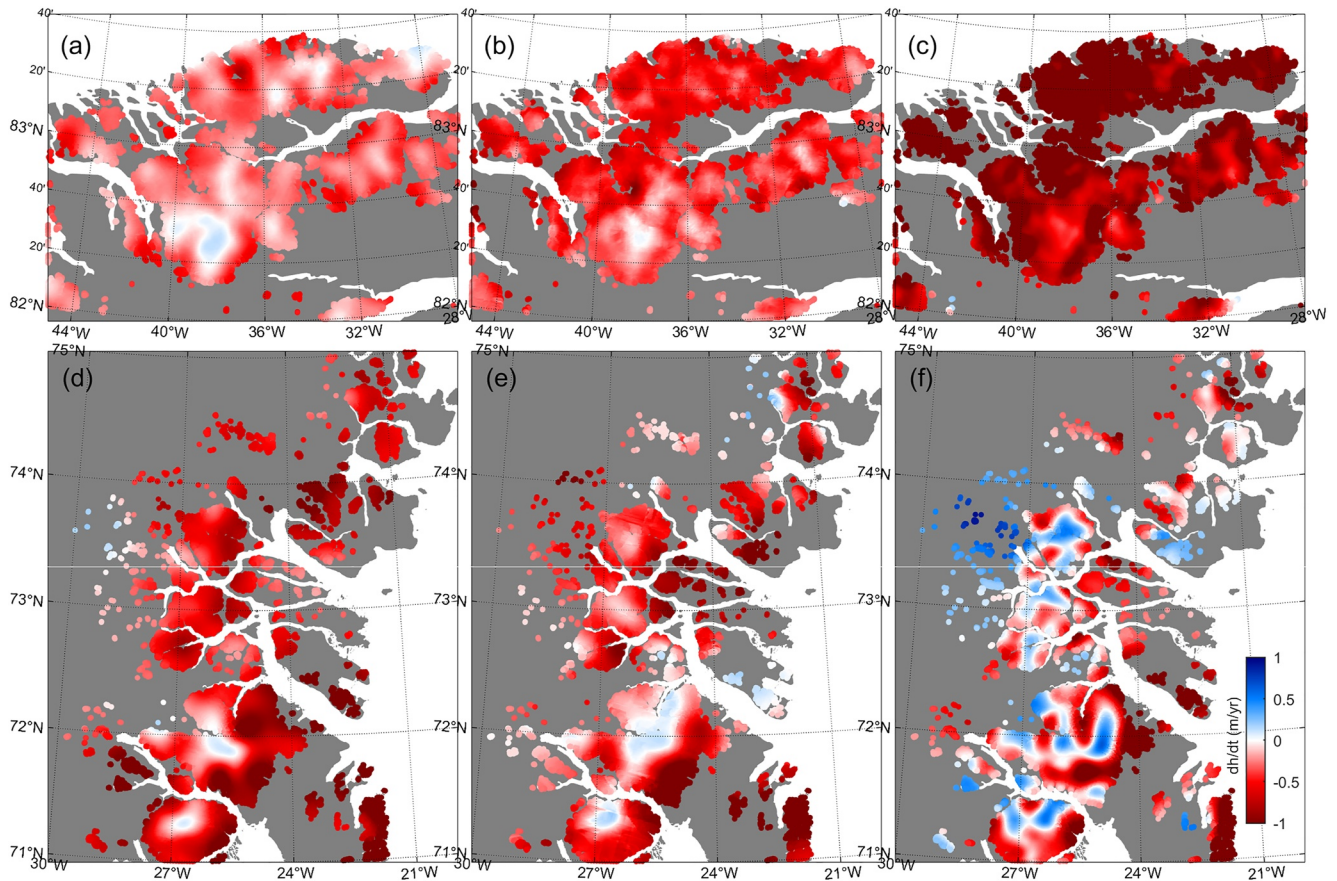 (a)
(b)
(c)
40'
20'
83°N
40'
20'
82°N
44°W
40°W
36°W
32°W
28°
40'
20'
83°N
40'
20'
82°N
44°W
40°W
36°W
32°W
28°
40'
20'
83°N
40'
20'
82°N
44°W
40°W
36°W
32°W
28°W
(d)
(e)
(f)
75°N
74°N
73°N
72°N
71°N
30°W
27°W
24°W
21°W
75°N
74°N
73°N
72°N
71°N
30°W
27°W
24°W
21°W
75°N
74°N
73°N
72°N
71°N
30°W
27°W
24°W
21°W
1
0.5
0
-0.5
-1
dh/dt (m/yr)